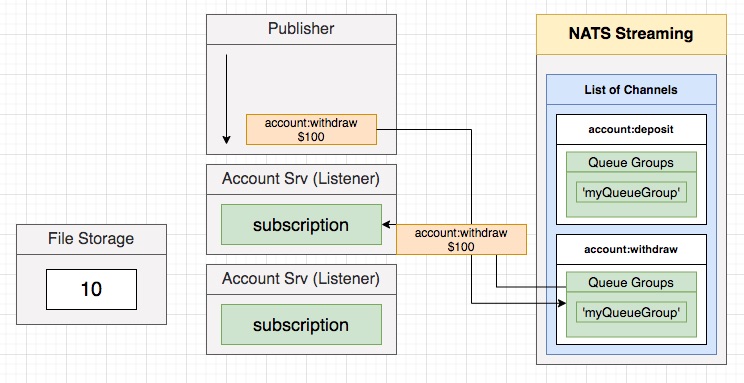 Publisher
account:withdraw
$100
Account Srv (Listener)
subscription
account:withdraw
$100
Account Srv (Listener)
subscription
File Storage
10
NATS Streaming
List of Channels
account:deposit
Queue Groups
'myQueueGroup'
account:withdraw
Queue Groups
'myQueueGroup'